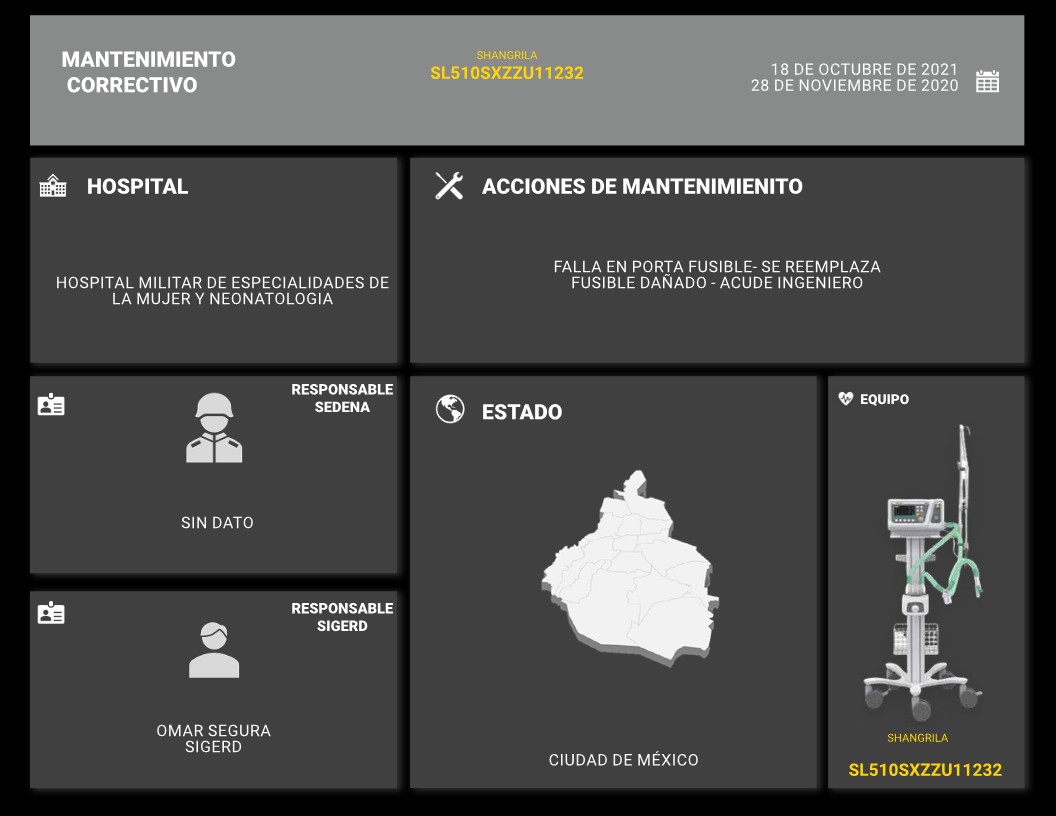 MANTENIMIENTO
CORRECTIVO
SHANGRILA
SL510SXZZU11232
18 DE OCTUBRE DE 2021
28 DE NOVIEMBRE DE 2020
HOSPITAL
HOSPITAL MILITAR DE ESPECIALIDADES DE
LA MUJER Y NEONATOLOGIA
ACCIONES DE MANTENIMIENITO
FALLA EN PORTA FUSIBLE- SE REEMPLAZA
FUSIBLE DAÑADO - ACUDE INGENIERO
RESPONSABLE
SEDENA
SIN DATO
RESPONSABLE
SIGERD
OMAR SEGURA
SIGERD
ESTADO
CIUDAD DE MÉXICO
EQUIPO
SHANGRILA
SL510SXZZU11232